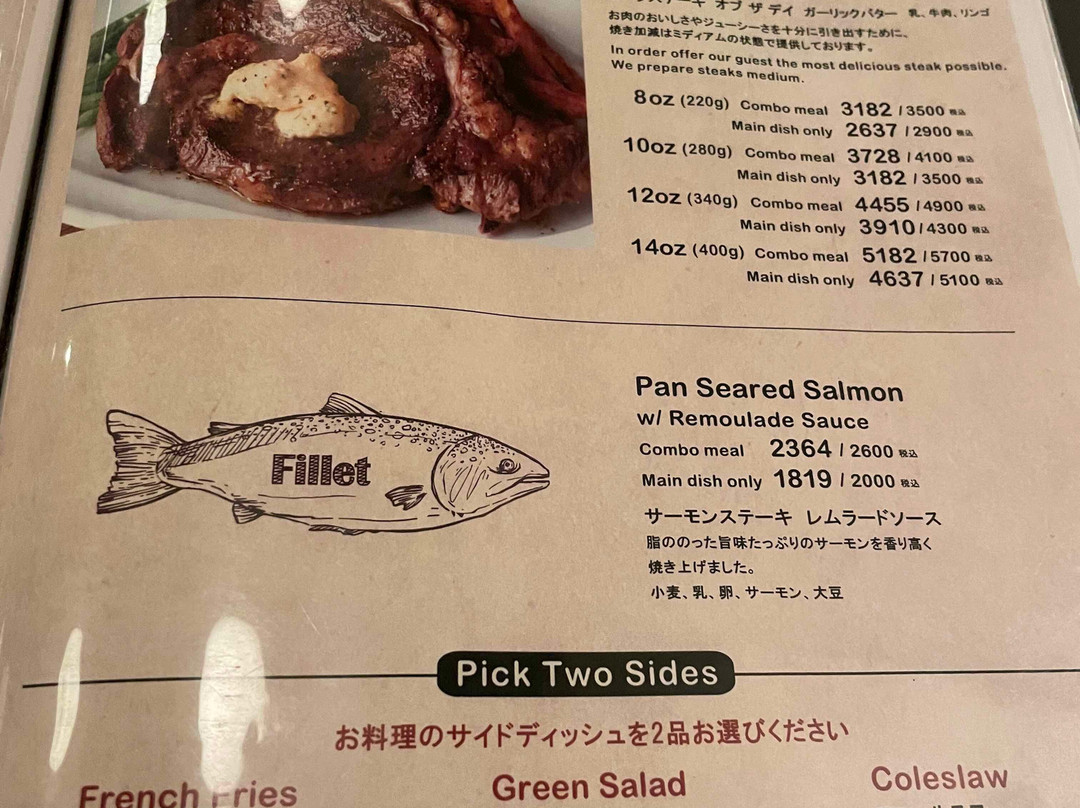 ステーキ オブ ザ デイ ガーリックバター 乳、牛肉、リンゴ
お肉のおいしさやジューシーさを十分に引き出すために、
焼き加減はミディアムの状態で提供しております。
In order offer our guest the most delicious steak possible.
We prepare steaks medium.
8oz (220g) Combo meal 3182 / 3500 税込
Main dish only 2637 / 2900 税込
10oz (280g) Combo meal 3728 / 4100 税込
Main dish only 3182 / 3500 税込
12oz (340g) Combo meal 4455 / 4900 税込
Main dish only 3910 / 4300 税込
14oz (400g) Combo meal 5182 / 5700 税込
Main dish only 4637 / 5100 税込
Fillet
Pan Seared Salmon
w/ Remoulade Sauce
Combo meal 2364 / 2600 税込
Main dish only 1819 / 2000 税込
サーモンステーキ レムラードソース
脂ののった旨味たっぷりのサーモンを香り高く
焼き上げました。
小麦、乳、卵、サーモン、大豆
Pick Two Sides
お料理のサイドディッシュを2品お選びください
French Fries Green Salad Coleslaw